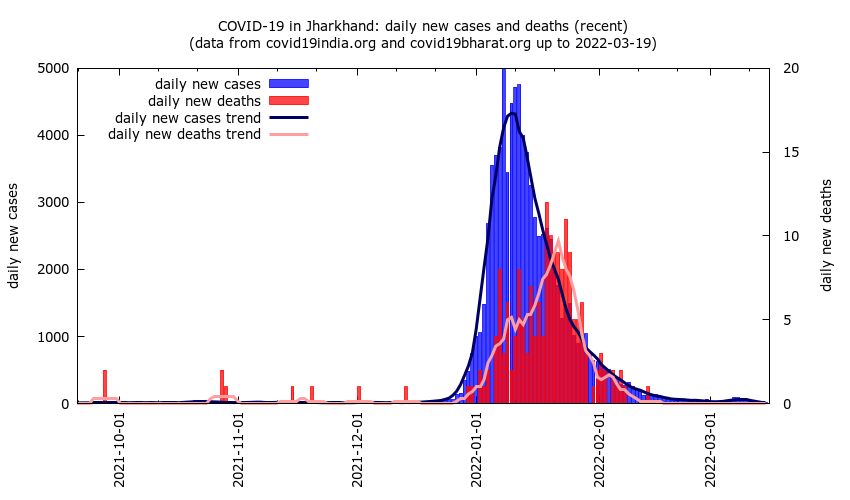 COVID-19 in Jharkhand: daily new cases and deaths (recent)
(data from covid19india.org and covid19bharat.org up to 2022-03-19)
daily new cases
daily new deaths
daily new cases trend
daily new deaths trend
5000
4000
3000
2000
1000
0
daily new cases
20
15
10
5
0
daily new deaths
2021-10-01
2021-11-01
2021-12-01
2022-01-01
2022-02-01
2022-03-01